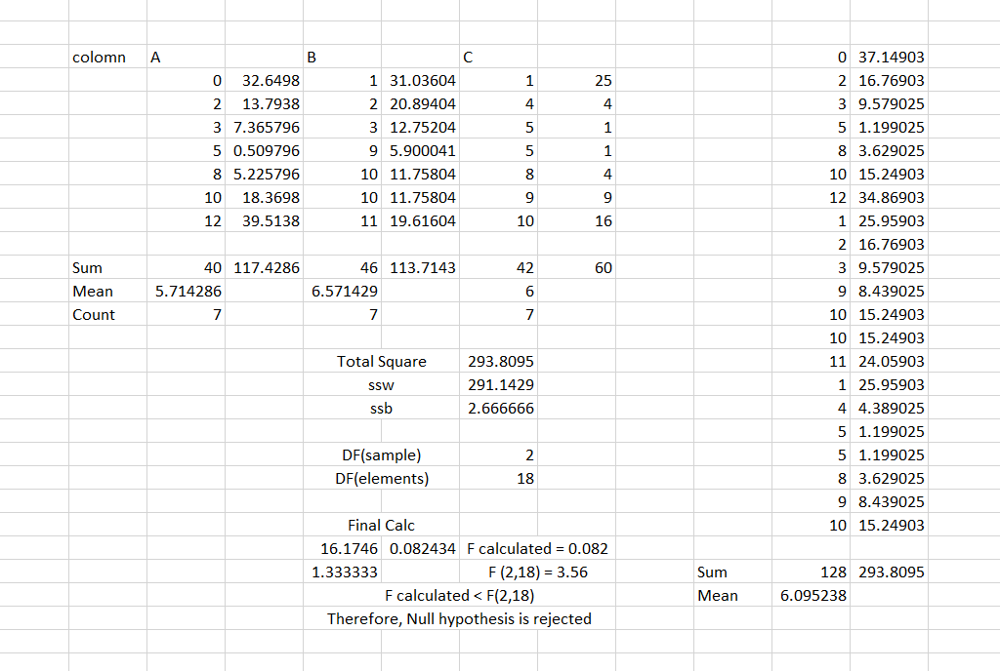 colomn A B C 0 37.14903
0 32.6498 1 31.03604 1 25 2 16.76903
2 13.7938 2 20.89404 4 4 3 9.579025
3 7.365796 3 12.75204 5 1 5 1.199025
5 0.509796 9 5.900041 5 1 8 3.629025
8 5.225796 10 11.75804 8 4 10 15.24903
10 18.3698 10 11.75804 9 9 12 34.86903
12 39.5138 11 19.61604 10 16 1 25.95903
2 16.76903
Sum 40 117.4286 46 113.7143 42 60 3 9.579025
Mean 5.714286 6.571429 6 9 8.439025
Count 7 7 7 10 15.24903
10 15.24903
Total Square 293.8095 11 24.05903
ssw 291.1429 1 25.95903
ssb 2.666666 4 4.389025
5 1.199025
DF(sample) 2 5 1.199025
DF(elements) 18 8 3.629025
9 8.439025
Final Calc 10 15.24903
16.1746 0.082434 F calculated = 0.082
1.333333 F (2,18) = 3.56 Sum 128 293.8095
F calculated < F(2,18) Mean 6.095238
Therefore, Null hypothesis is rejected